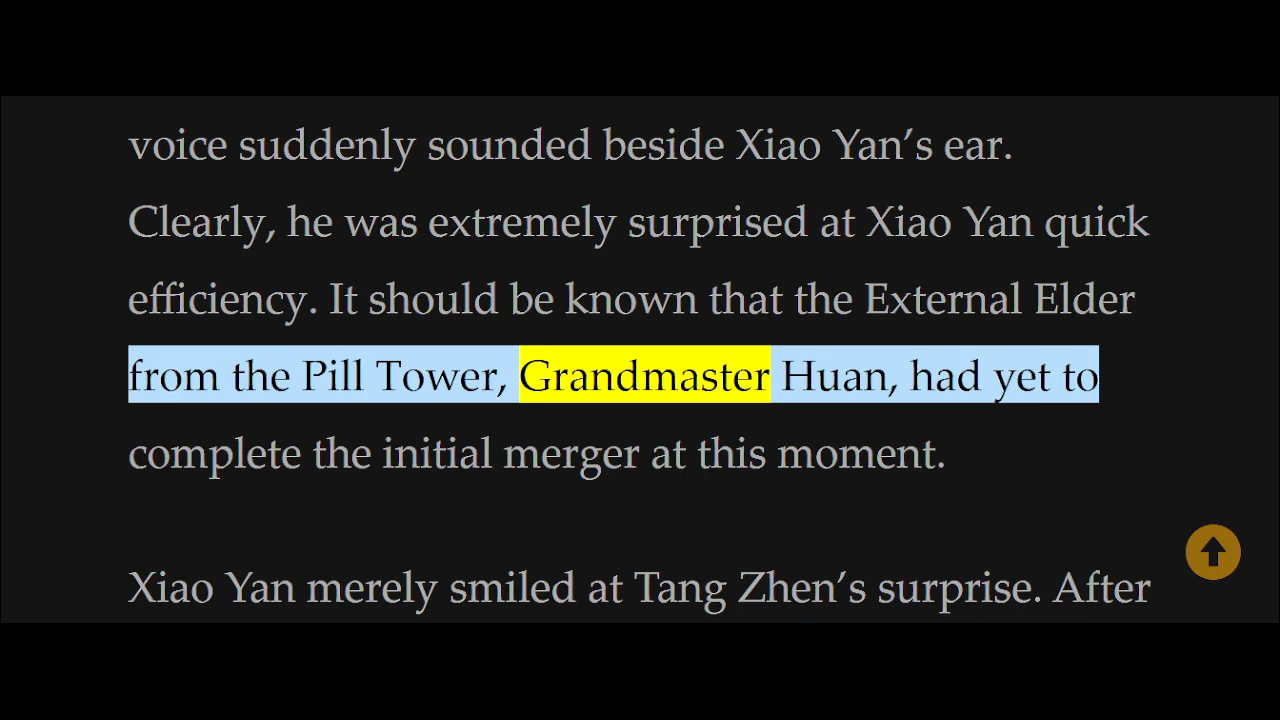 voice suddenly sounded beside Xiao Yan’s ear.
Clearly, he was extremely surprised at Xiao Yan quick
efficiency. It should be known that the External Elder
from the Pill Tower, Grandmaster Huan, had yet to
complete the initial merger at this moment.
Xiao Yan merely smiled at Tang Zhen’s surprise. After